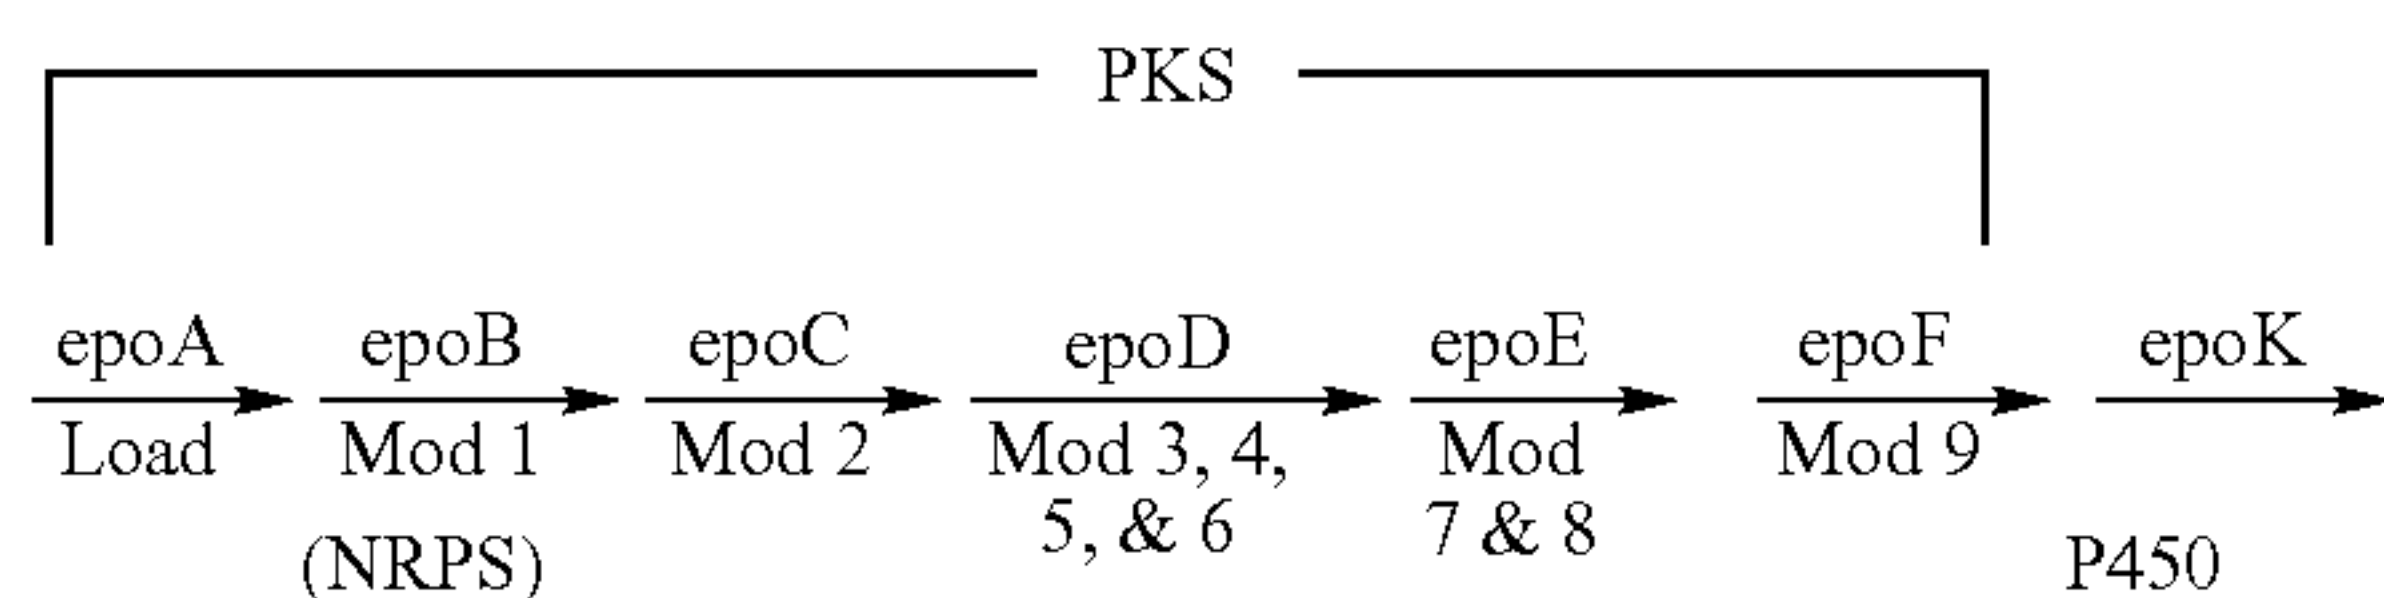 PKS
epoA epoB epoC epoD epoE epoF epoK
Load Mod 1 Mod 2 Mod 3, 4, Mod Mod 9
5, & 6 7 & 8
(NRPS) P450